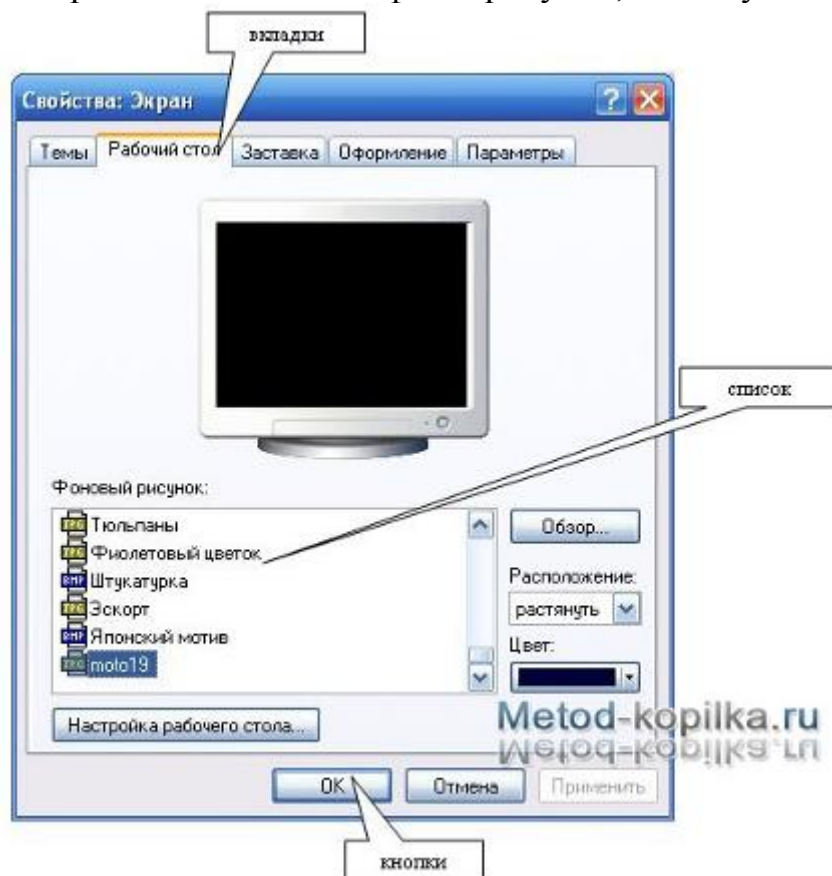 вкладки
Свойства: Экран
Темы Рабочий стол Заставка Оформление Параметры
список
Фоновый рисунок:
Тюльпаны
Фиолетовый цветок
Штукатурка
Эскорт
Японский мотив
moto19
Обзор...
Расположение:
растянуть
Цвет:
Настройка рабочего стола...
Metod-kopilka.ru
ОК Отмена Применить
кнопки